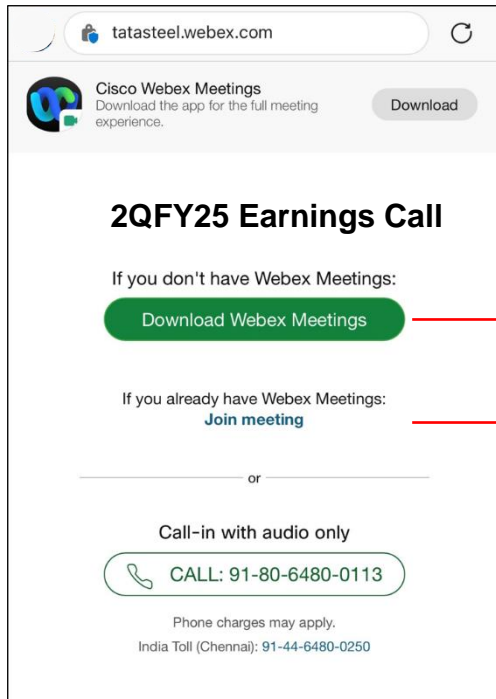 tatasteel.webex.com
Cisco Webex Meetings
Download the app for the full meeting
experience.
Download
2QFY25 Earnings Call
If you don't have Webex Meetings:
Download Webex Meetings
If you already have Webex Meetings:
Join meeting
or
Call-in with audio only
CALL: 91-80-6480-0113
Phone charges may apply.
India Toll (Chennai): 91-44-6480-0250